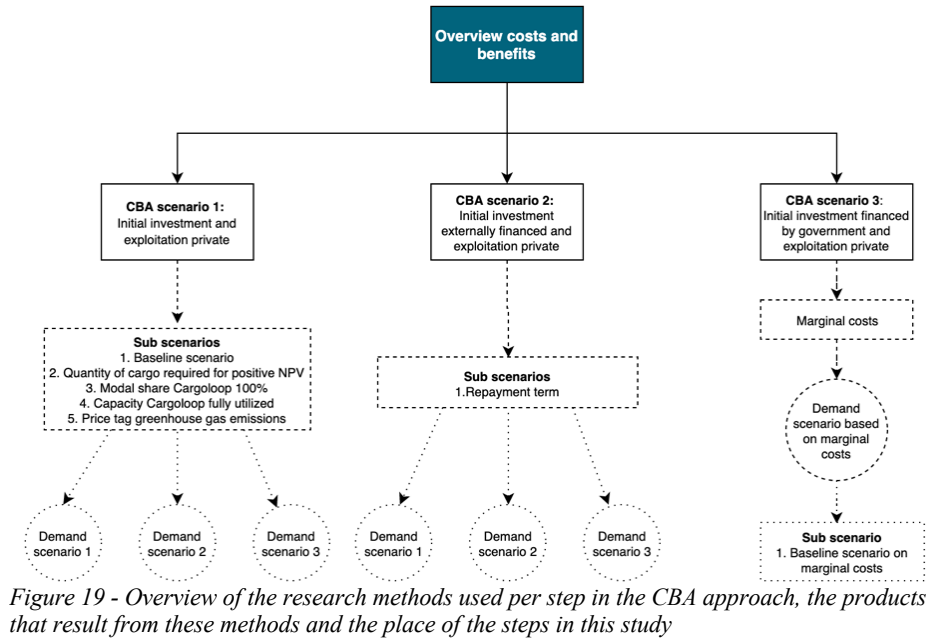 Overview costs and
benefits
CBA scenario 1:
Initial investment and
exploitation private
CBA scenario 2:
Initial investment
externally financed and
exploitation private
CBA scenario 3:
Initial investment financed
by government and
exploitation private
Sub scenarios
1. Baseline scenario
2. Quantity of cargo required for positive NPV
3. Modal share Cargoloop 100%
4. Capacity Cargoloop fully utilized
5. Price tag greenhouse gas emissions
Sub scenarios
1.Repayment term
Marginal costs
Demand
scenario based
on marginal
costs
Demand
scenario 1
Demand
scenario 2
Demand
scenario 3
Demand
scenario 1
Demand
scenario 2
Demand
scenario 3
Sub scenario
1. Baseline scenario on
marginal costs
Figure 19 - Overview of the research methods used per step in the CBA approach, the products
that result from these methods and the place of the steps in this study